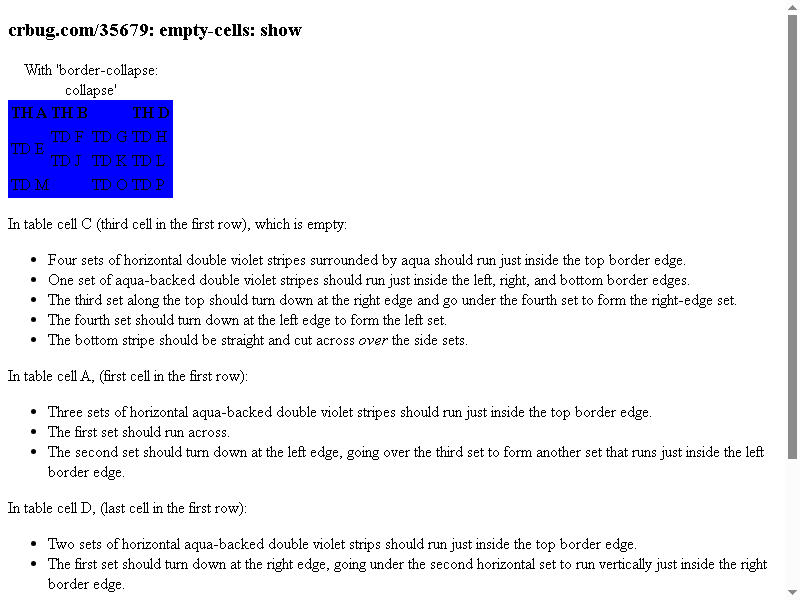 crbug.com/35679: empty-cells: show
With 'border-collapse:
collapse'
TH A TH B TH D
TD F TD G TD H
TD E
TD J TD K TD L
TD M TD O TD P
In table cell C (third cell in the first row), which is empty:
Four sets of horizontal double violet stripes surrounded by aqua should run just inside the top border edge.
One set of aqua-backed double violet stripes should run just inside the left, right, and bottom border edges.
The third set along the top should turn down at the right edge and go under the fourth set to form the right-edge set.
The fourth set should turn down at the left edge to form the left set.
The bottom stripe should be straight and cut across over the side sets.
In table cell A, (first cell in the first row):
Three sets of horizontal aqua-backed double violet stripes should run just inside the top border edge.
The first set should run across.
The second set should turn down at the left edge, going over the third set to form another set that runs just inside the left
border edge.
In table cell D, (last cell in the first row):
Two sets of horizontal aqua-backed double violet strips should run just inside the top border edge.
The first set should turn down at the right edge, going under the second horizontal set to run vertically just inside the right
border edge.